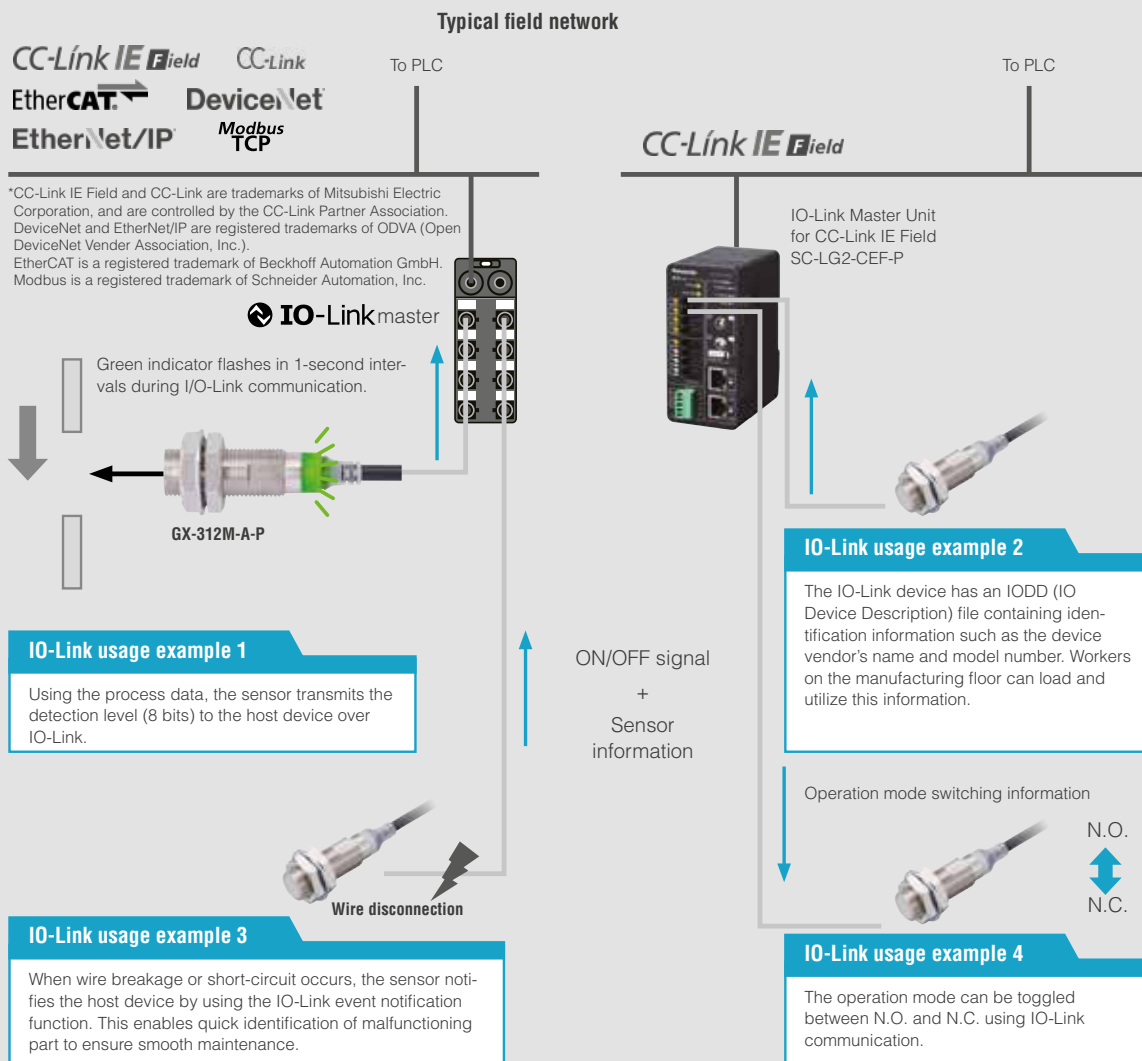 Typical field network
CC-Link IE Field
CC-Link
To PLC
EtherCAT.
DeviceNet
EtherNet/IP
Modbus
TCP
*CC-Link IE Field and CC-Link are trademarks of Mitsubishi Electric
Corporation, and are controlled by the CC-Link Partner Association.
DeviceNet and EtherNet/IP are registered trademarks of ODVA (Open
DeviceNet Vender Association, Inc.).
EtherCAT is a registered trademark of Beckhoff Automation GmbH.
Modbus is a registered trademark of Schneider Automation, Inc.
IO-Link master
Green indicator flashes in 1-second inter-
vals during I/O-Link communication.
GX-312M-A-P
IO-Link usage example 1
Using the process data, the sensor transmits the
detection level (8 bits) to the host device over
IO-Link.
ON/OFF signal
+
Sensor
information
Wire disconnection
IO-Link usage example 3
When wire breakage or short-circuit occurs, the sensor noti-
fies the host device by using the IO-Link event notification
function. This enables quick identification of malfunctioning
part to ensure smooth maintenance.
To PLC
CC-Link IE Field
IO-Link Master Unit
for CC-Link IE Field
SC-LG2-CEF-P
IO-Link usage example 2
The IO-Link device has an IODD (IO
Device Description) file containing iden-
tification information such as the device
vendor's name and model number. Workers
on the manufacturing floor can load and
utilize this information.
Operation mode switching information
N.O.
N.C.
IO-Link usage example 4
The operation mode can be toggled
between N.O. and N.C. using IO-Link
communication.